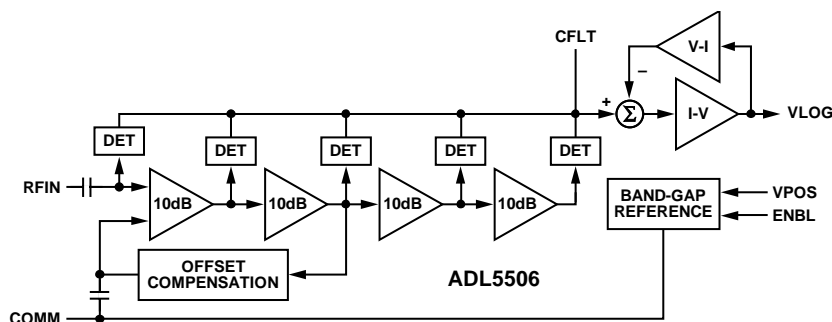 CFLT
V-I
−
+
Σ
I-V
VLOG
DET
DET
DET
DET
DET
RFIN
10dB
10dB
10dB
10dB
BAND-GAP
REFERENCE
VPOS
ENBL
OFFSET
COMPENSATION
ADL5506
COMM